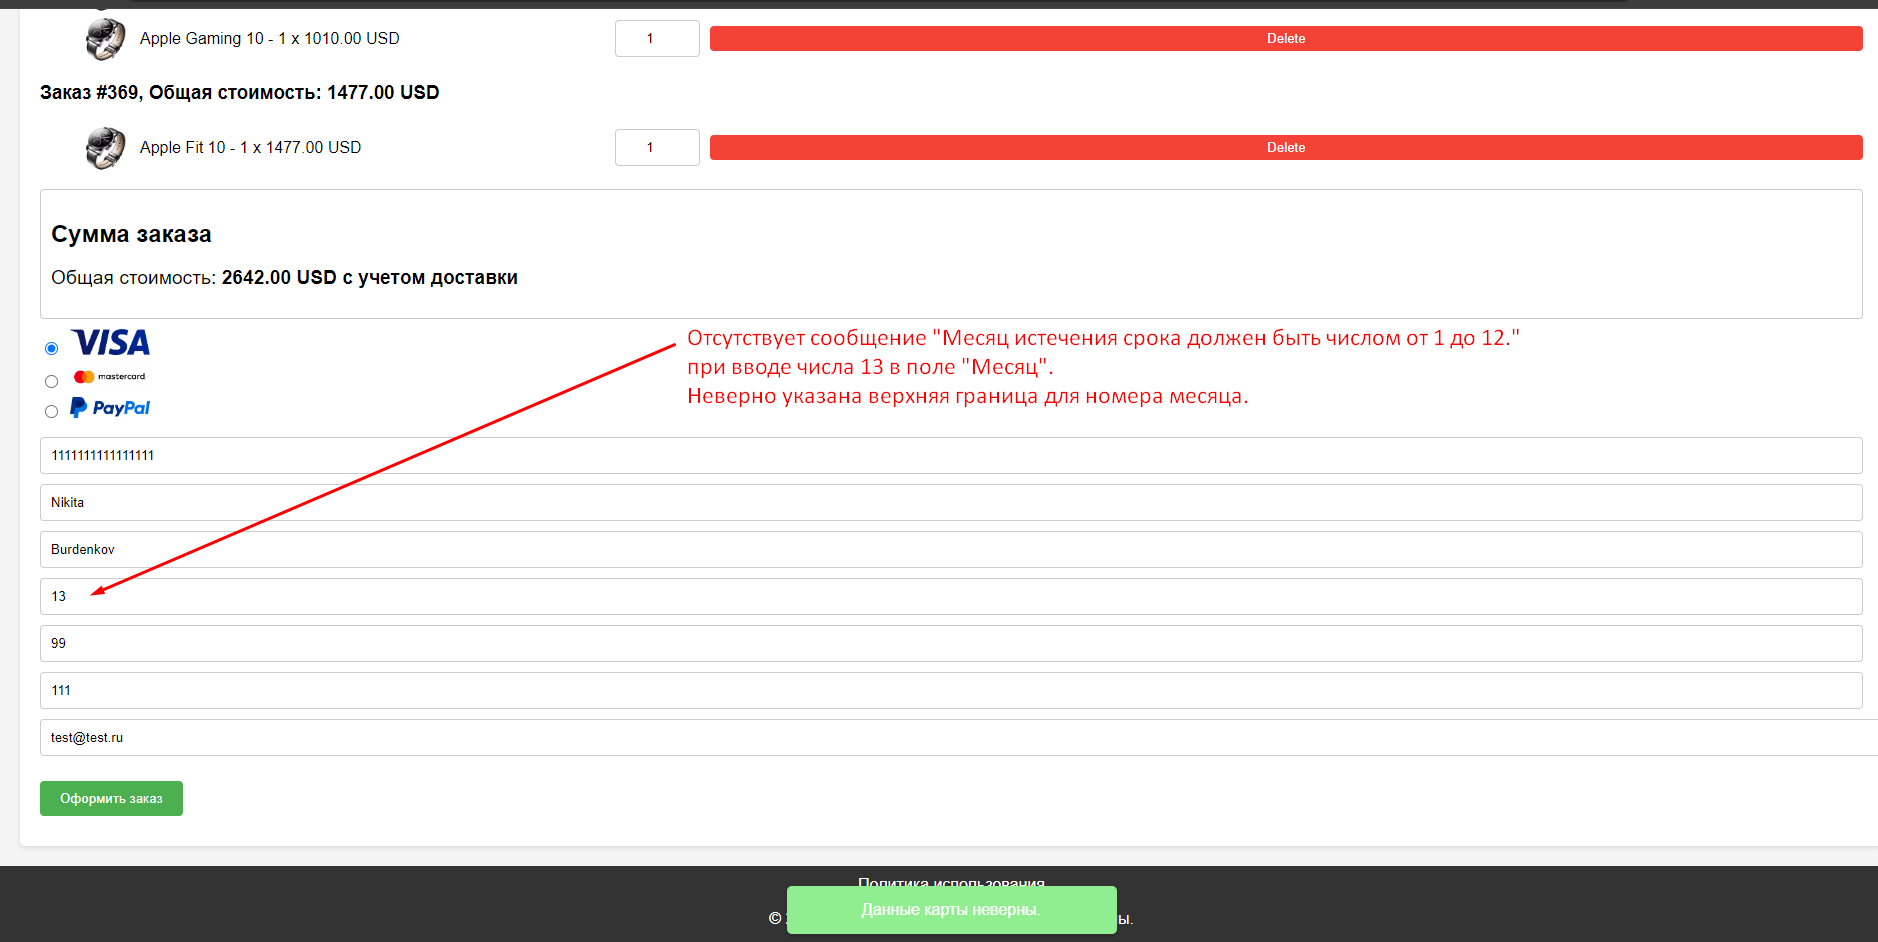 Apple Gaming 10 - 1 x 1010.00 USD 1 Delete
Заказ #369, Общая стоимость: 1477.00 USD
Apple Fit 10 - 1 x 1477.00 USD 1 Delete
Сумма заказа
Общая стоимость: 2642.00 USD с учетом доставки
VISA
mastercard
PayPal
Отсутствует сообщение "Месяц истечения срока должен быть числом от 1 до 12."
при вводе числа 13 в поле "Месяц".
Неверно указана верхняя граница для номера месяца.
1111111111111111
Nikita
Burdenkov
13
99
111
test@test.ru
Оформить заказ
Политика использования
Данные карты неверны.
©
ы.